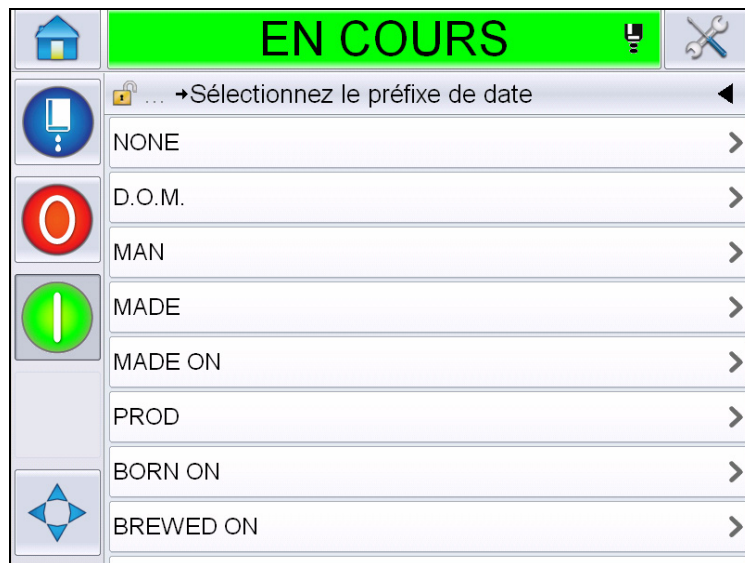 EN COURS
... →Sélectionnez le préfixe de date
NONE
D.O.M.
MAN
MADE
MADE ON
PROD
BORN ON
BREWED ON